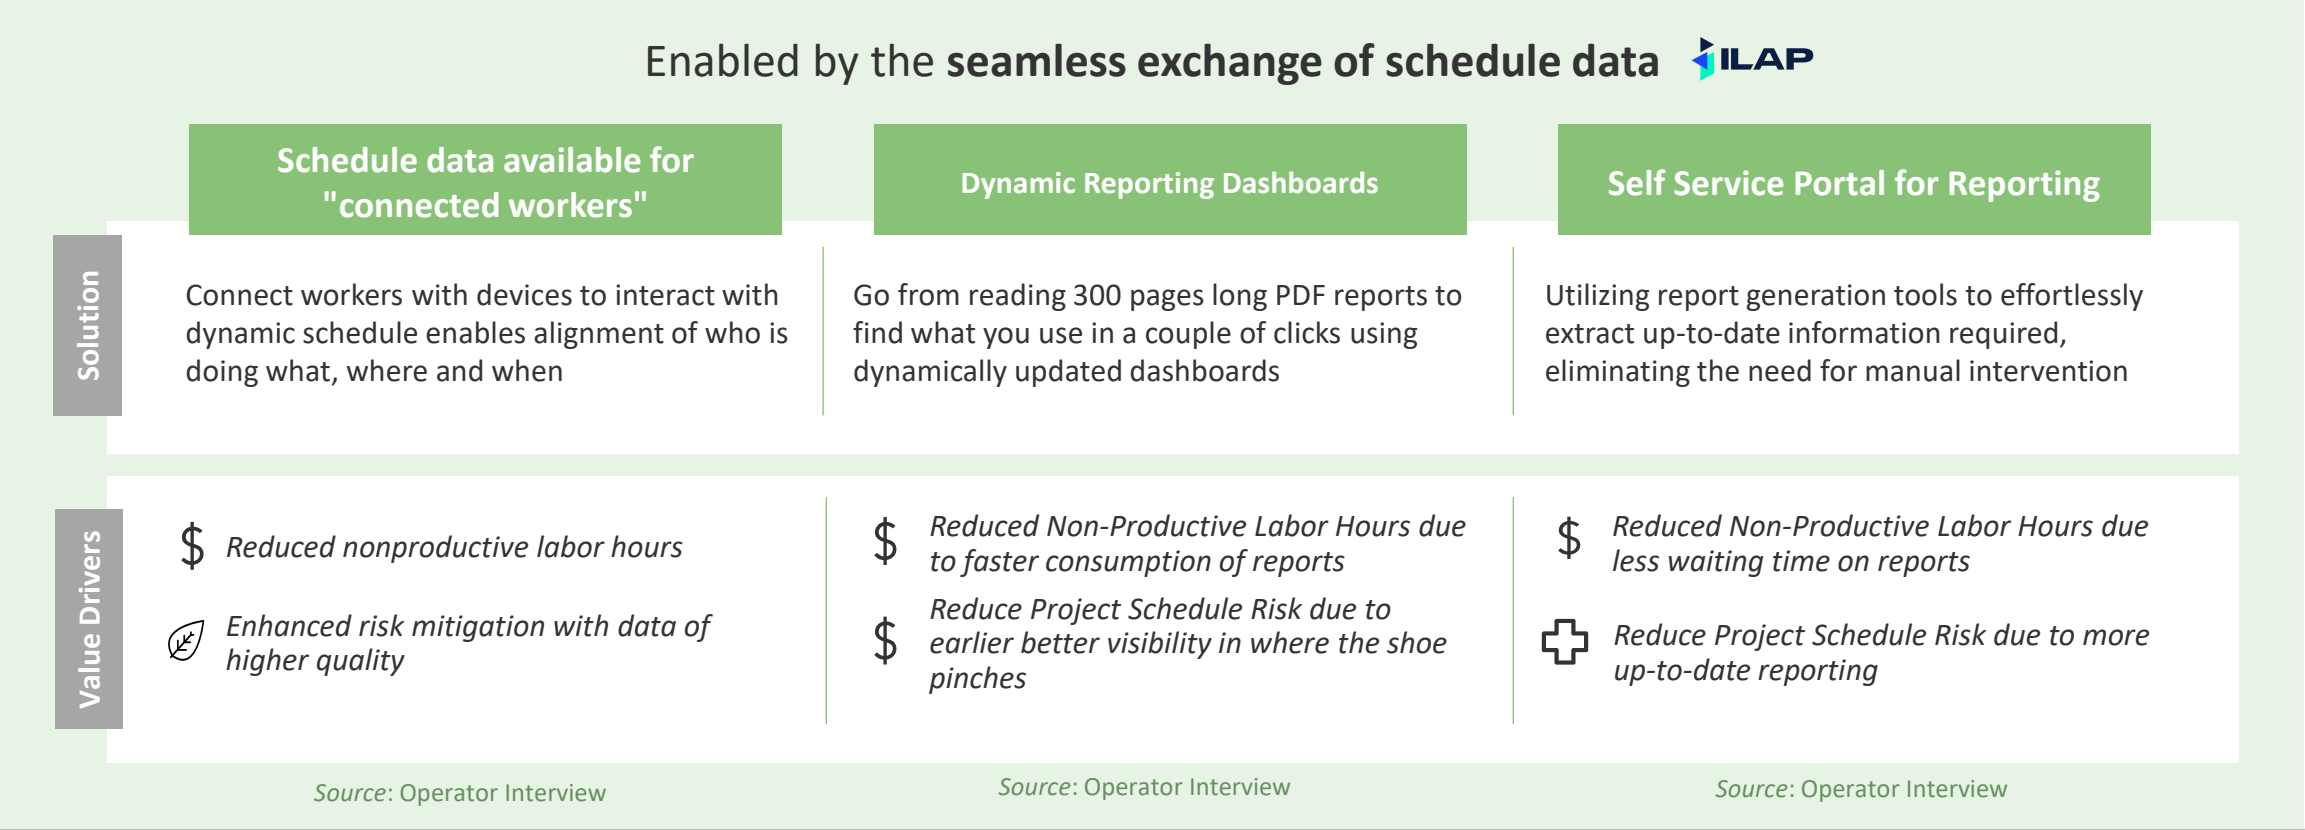 Enabled by the seamless exchange of schedule data ILAP
Schedule data available for
"connected workers"
Dynamic Reporting Dashboards
Self Service Portal for Reporting
Solution
Connect workers with devices to interact with
dynamic schedule enables alignment of who is
doing what, where and when
Go from reading 300 pages long PDF reports to
find what you use in a couple of clicks using
dynamically updated dashboards
Utilizing report generation tools to effortlessly
extract up-to-date information required,
eliminating the need for manual intervention
Value Drivers
$ Reduced nonproductive labor hours
Enhanced risk mitigation with data of
higher quality
$ Reduced Non-Productive Labor Hours due
to faster consumption of reports
$ Reduce Project Schedule Risk due to
earlier better visibility in where the shoe
pinches
$ Reduced Non-Productive Labor Hours due
less waiting time on reports
Reduce Project Schedule Risk due to more
up-to-date reporting
Source: Operator Interview
Source: Operator Interview
Source: Operator Interview